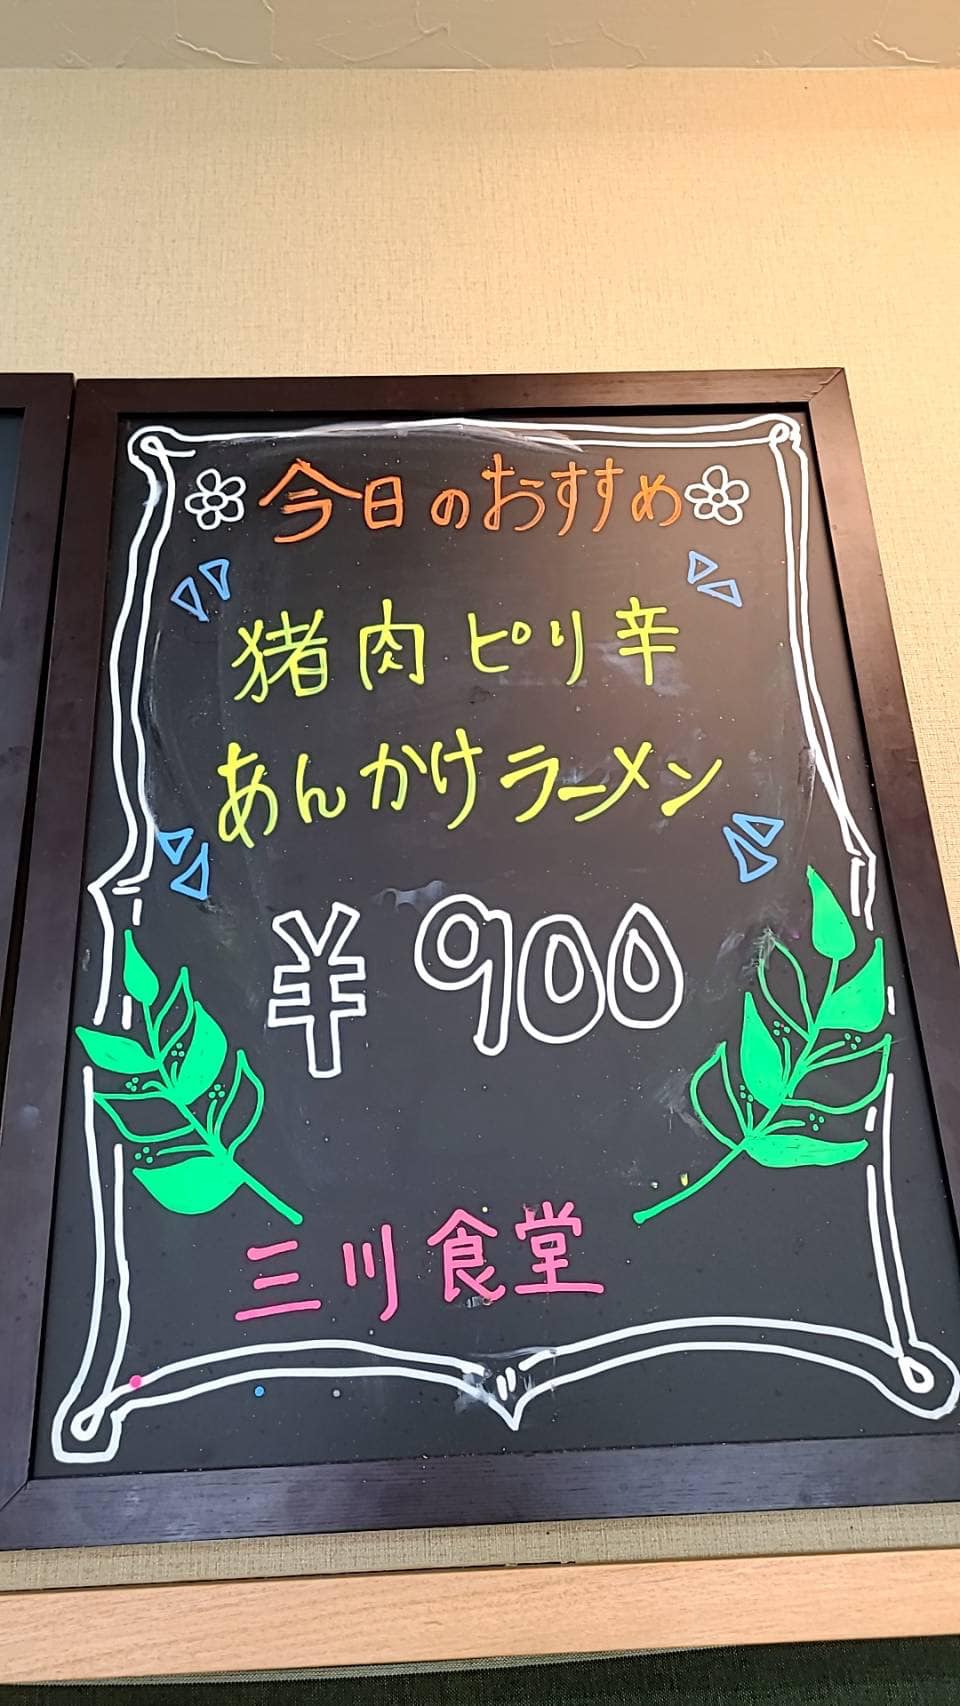 今日のおすすめ
猪肉ピリ辛
あんかけラーメン
¥900
三川食堂